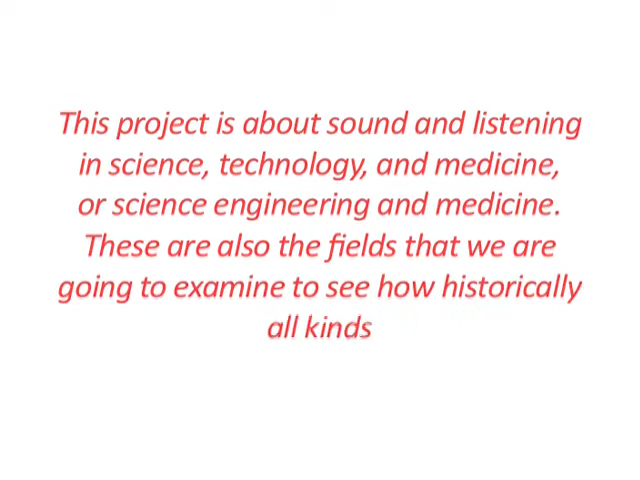 This project is about sound and listening
in science, technology, and medicine,
or science engineering and medicine.
These are also the fields that we are
going to examine to see how historically
all kinds